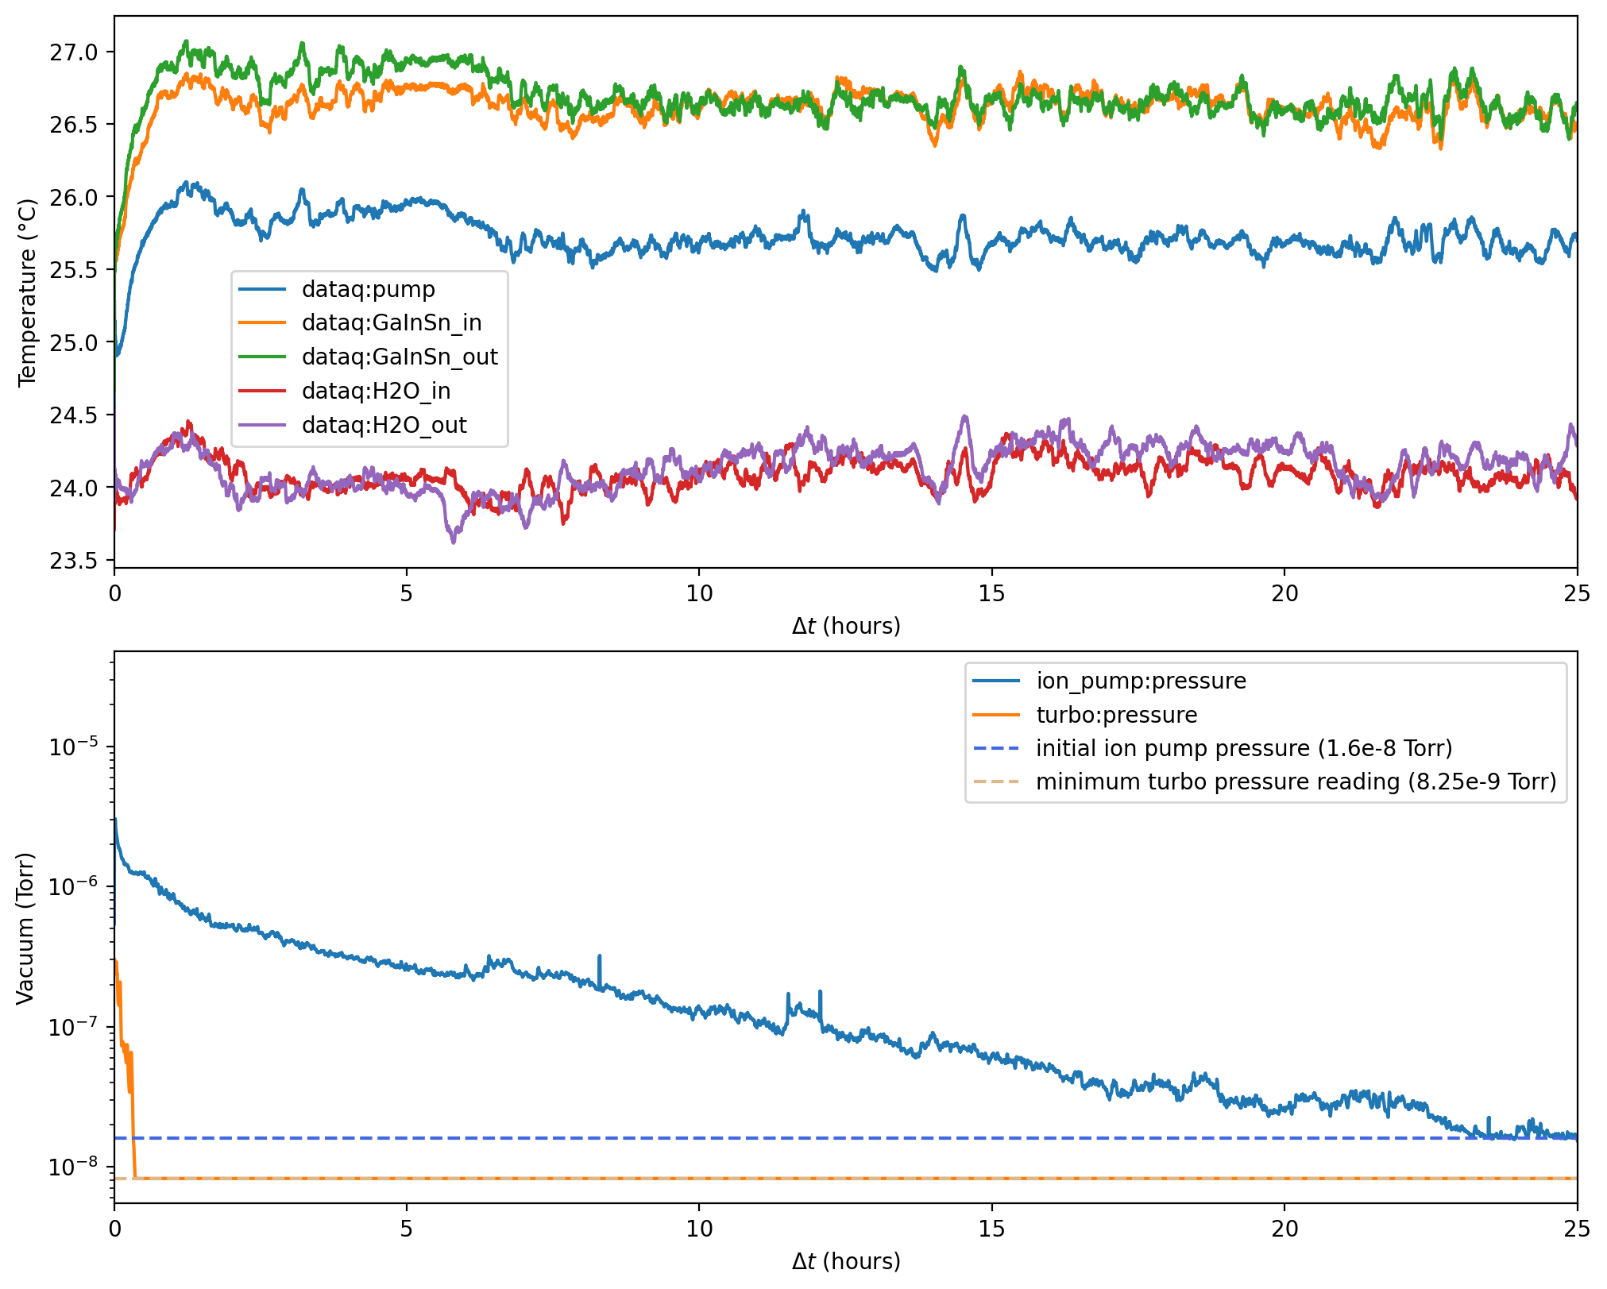 27.0
26.5
26.0
25.5
25.0
24.5
24.0
23.5
Temperature (°C)
dataq:pump
dataq:GaInSn_in
dataq:GaInSn_out
dataq:H2O_in
dataq:H2O_out
0 5 10 15 20 25
Δt (hours)
10⁻⁵
10⁻⁶
10⁻⁷
10⁻⁸
Vacuum (Torr)
ion_pump:pressure
turbo:pressure
initial ion pump pressure (1.6e-8 Torr)
minimum turbo pressure reading (8.25e-9 Torr)
0 5 10 15 20 25
Δt (hours)